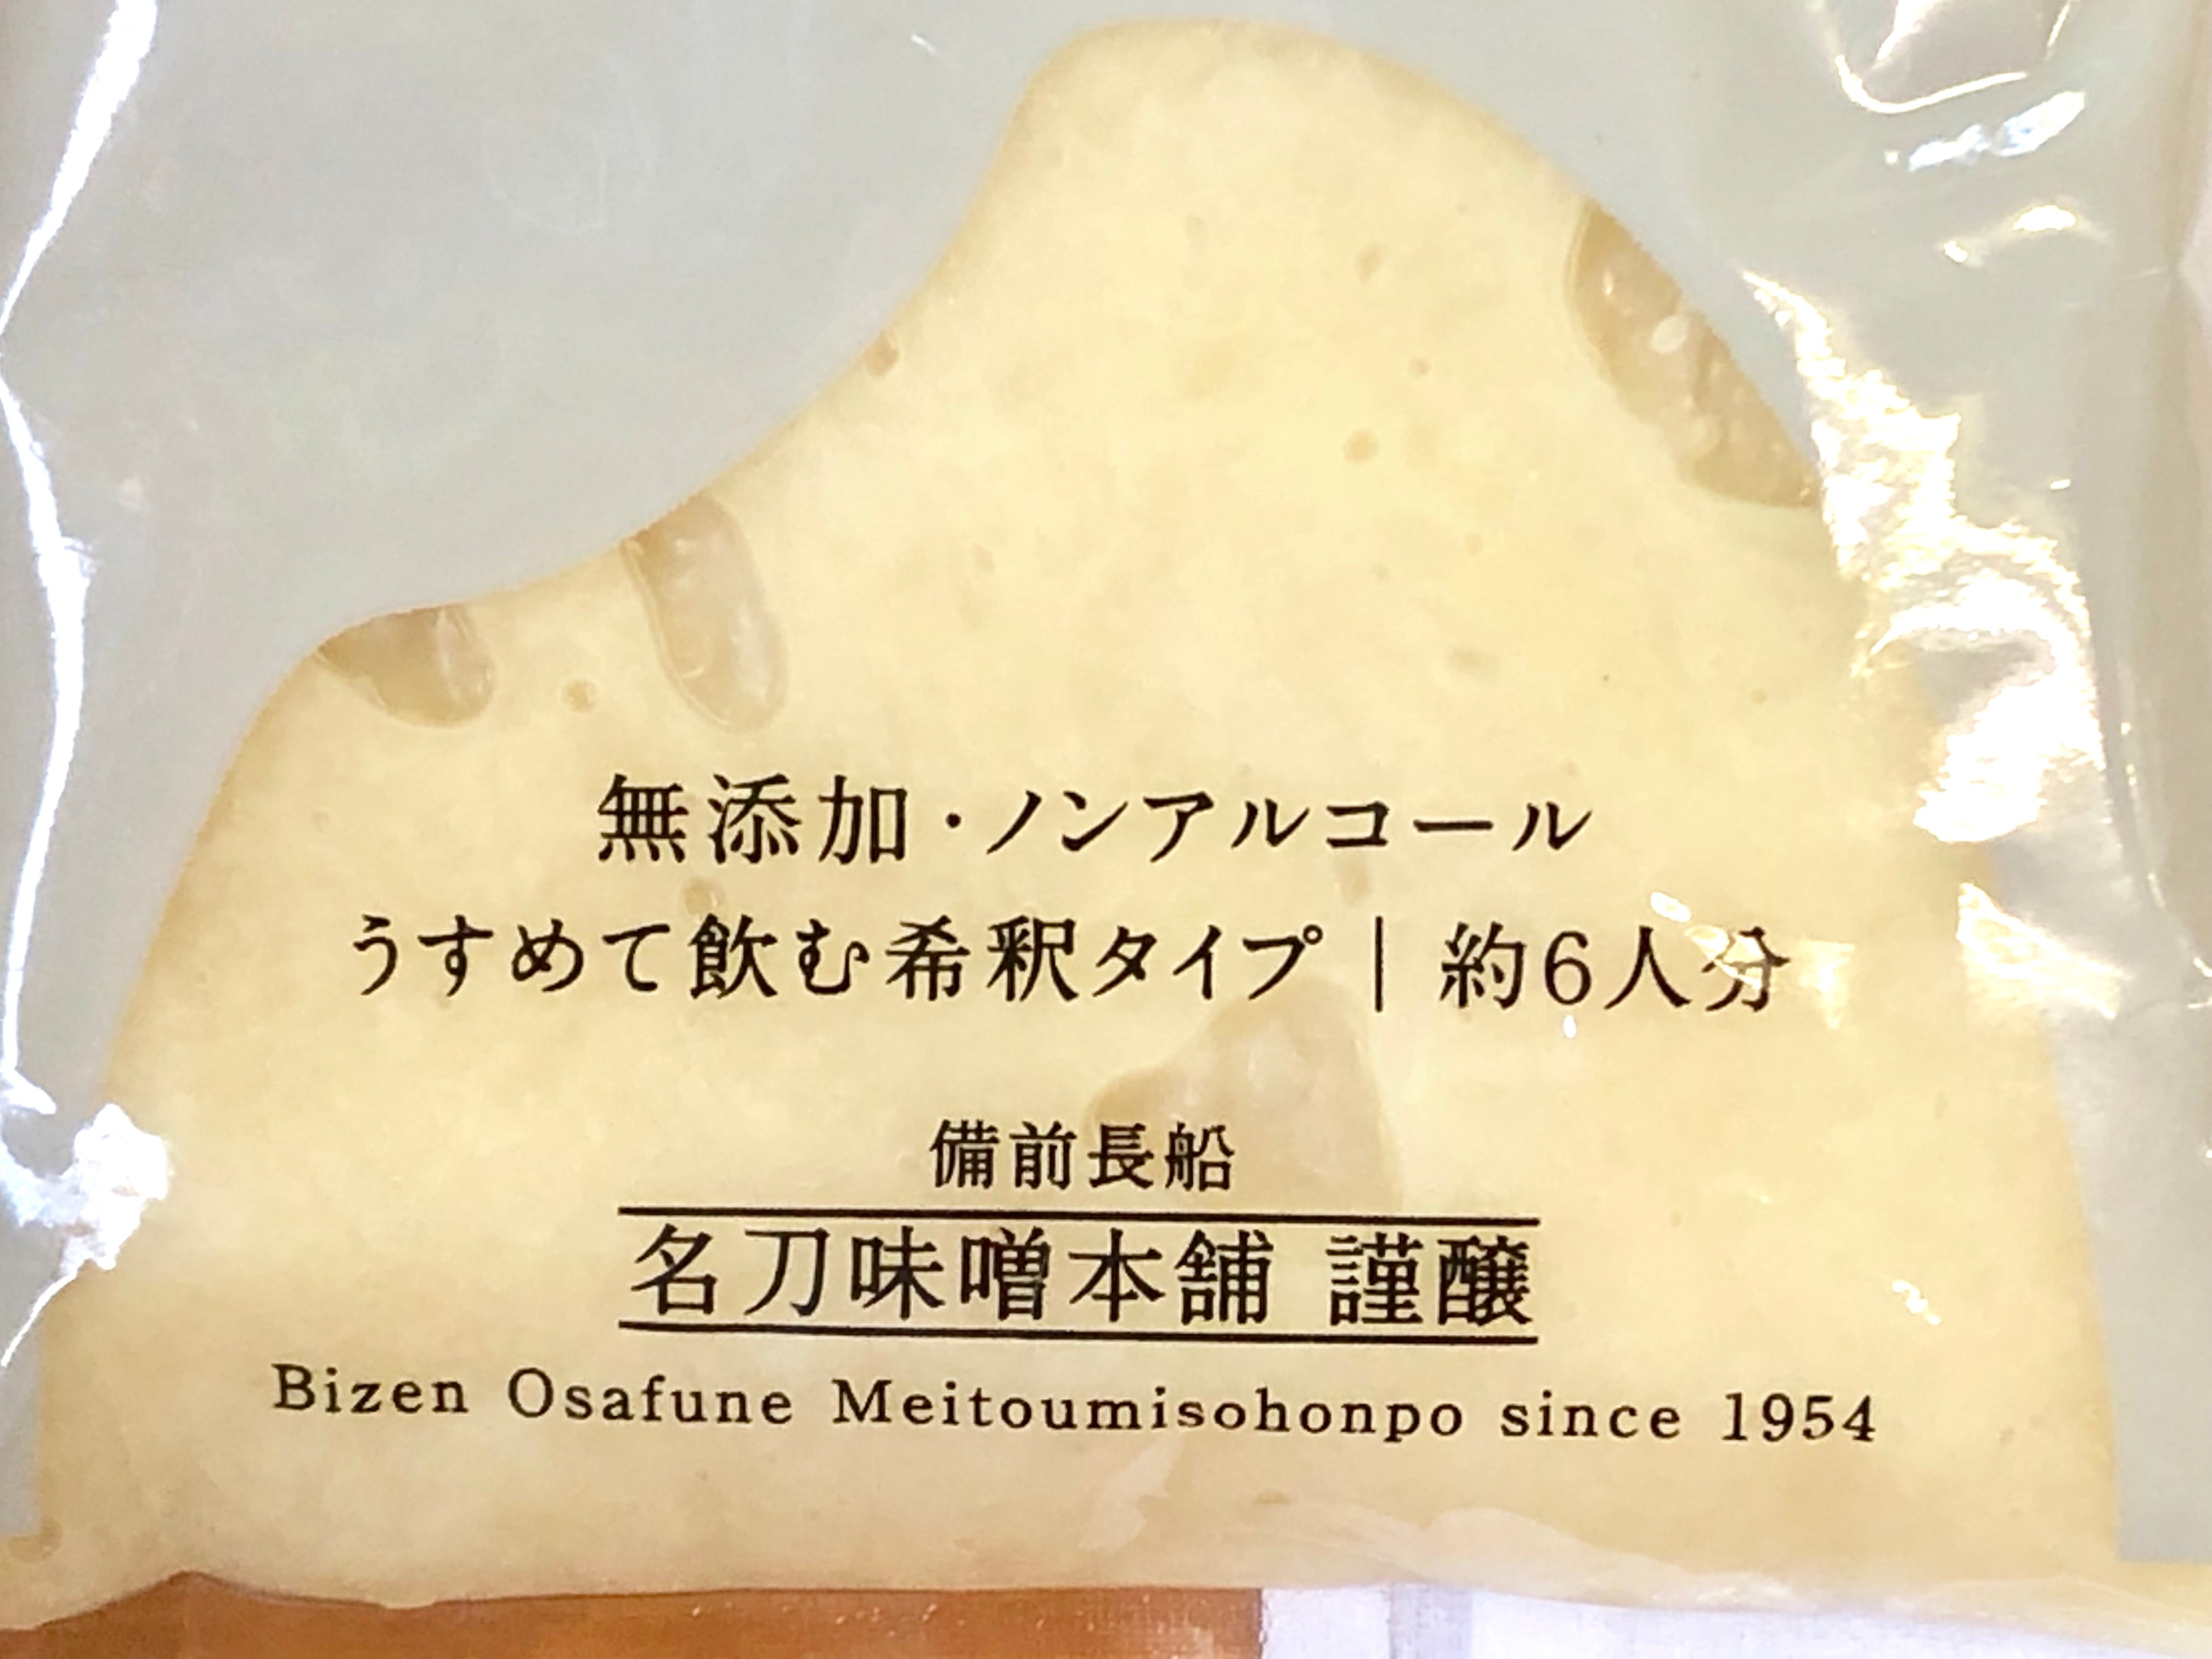 無添加・ノンアルコール
うすめて飲む希釈タイプ｜約6人分
備前長船
名刀味噌本舗 謹醸
Bizen Osafune Meitoumisohonpo since 1954